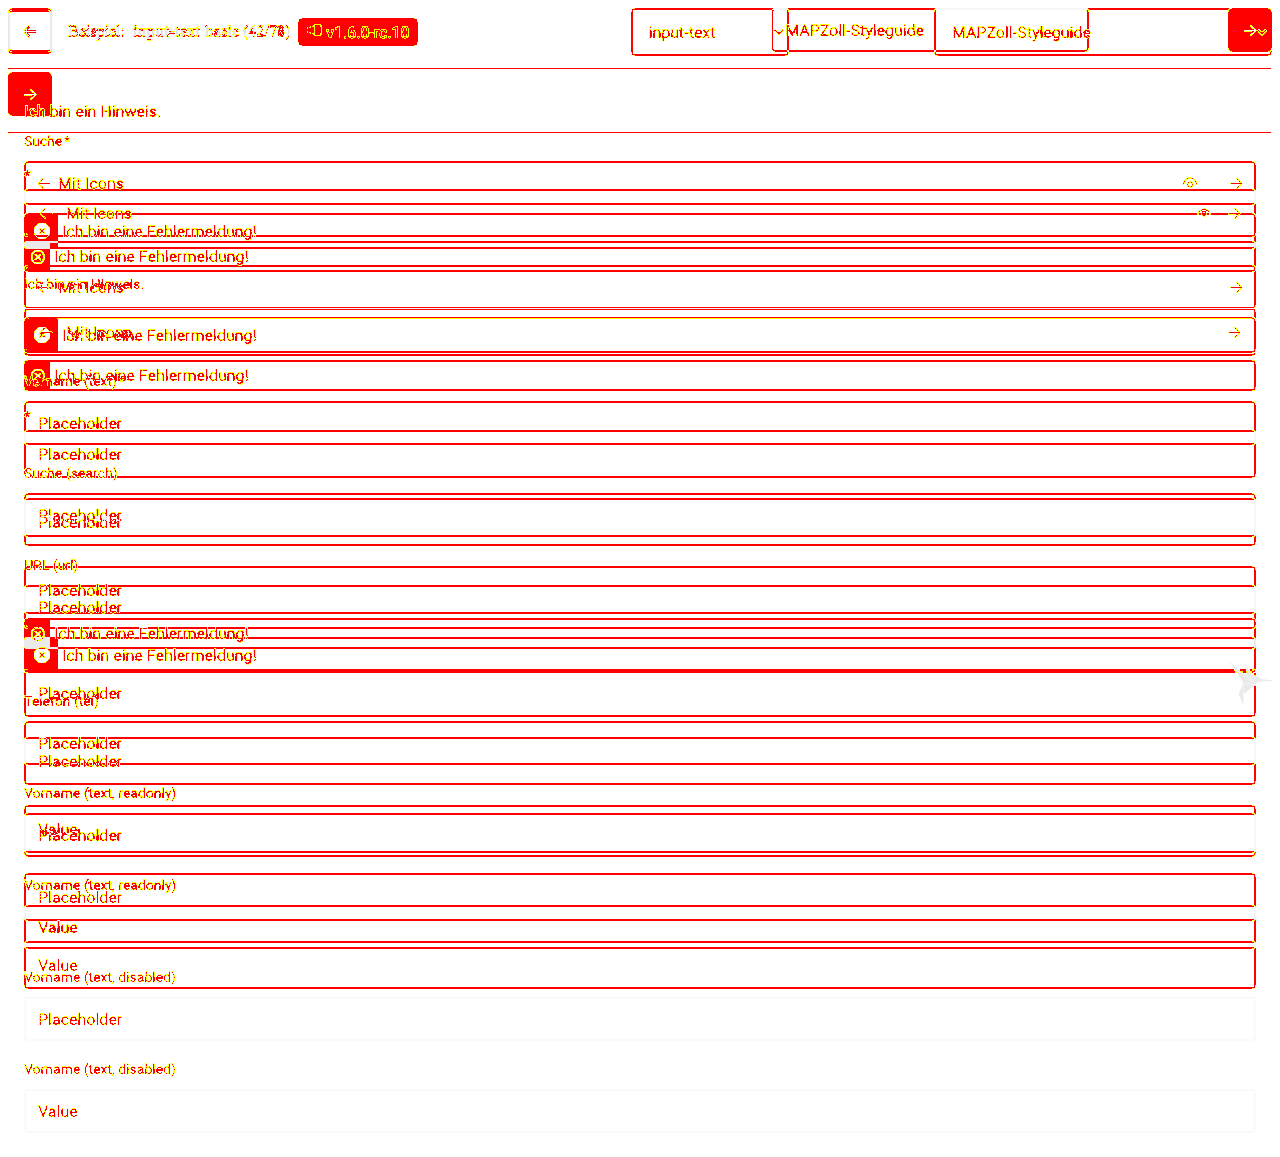 Beispiel: input-text basic (42/78) v1.6.0-rc.10 input-text MAPZoll-Styleguide MAPZoll-Styleguide
Ich bin ein Hinweis.
Suche *
*
Mit Icons
Mit Icons
Ich bin eine Fehlermeldung!
Ich bin eine Fehlermeldung!
Ich bin ein Hinweis.
Mit Icons
Mit Icons
Ich bin eine Fehlermeldung!
Ich bin eine Fehlermeldung!
Vorname (text)
*
Placeholder
Placeholder
Suche (search)
Placeholder
Placeholder
URL (url)
Placeholder
Placeholder
Ich bin eine Fehlermeldung!
Ich bin eine Fehlermeldung!
Placeholder
Telefon (tel)
Placeholder
Placeholder
Vorname (text, readonly)
Value
Placeholder
Vorname (text, readonly)
Placeholder
Value
Value
Vorname (text, disabled)
Placeholder
Vorname (text, disabled)
Value